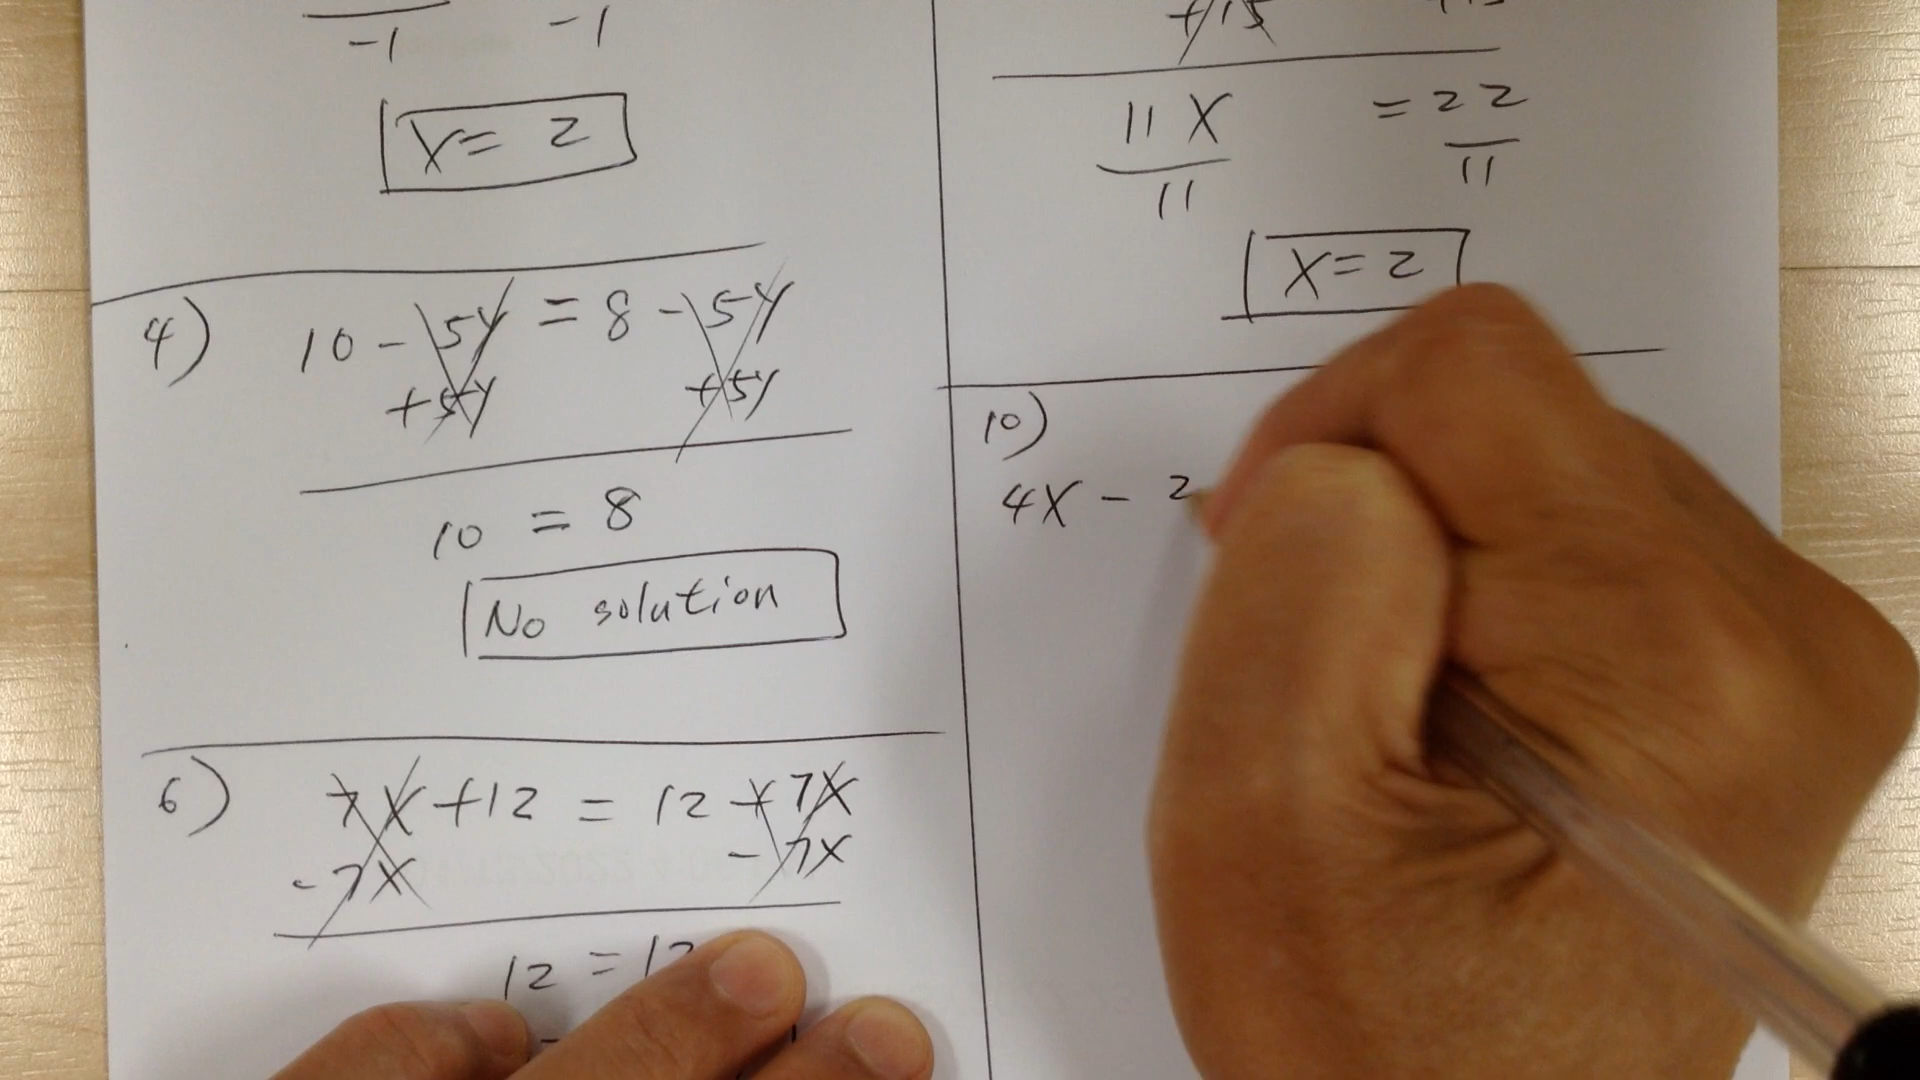 -1 -1
x = 2
4) 10 - 5y = 8 - 5y
+5y +5y
10 = 8
No solution
6) 7x + 12 = 12 + 7x
-7x -7x
12 = 12
+15
11x = 22
11 11
x = 2
10)
4x - 2